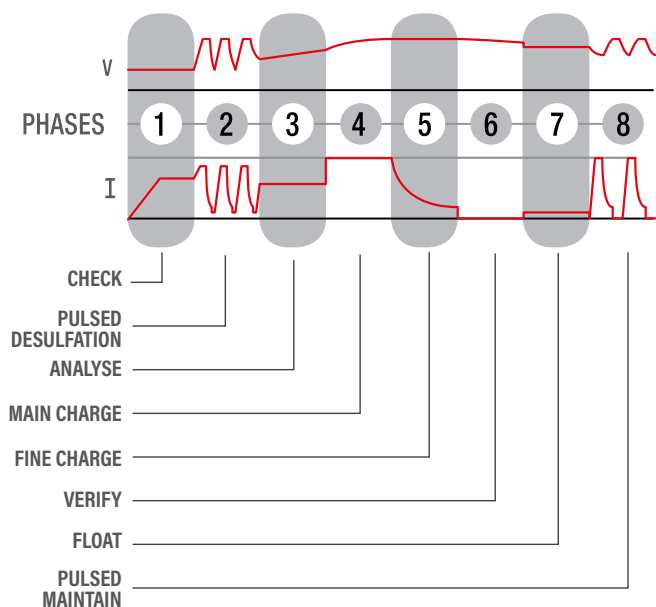 V
PHASES 1 2 3 4 5 6 7 8
I
CHECK
PULSED
DESULFATION
ANALYSE
MAIN CHARGE
FINE CHARGE
VERIFY
FLOAT
PULSED
MAINTAIN